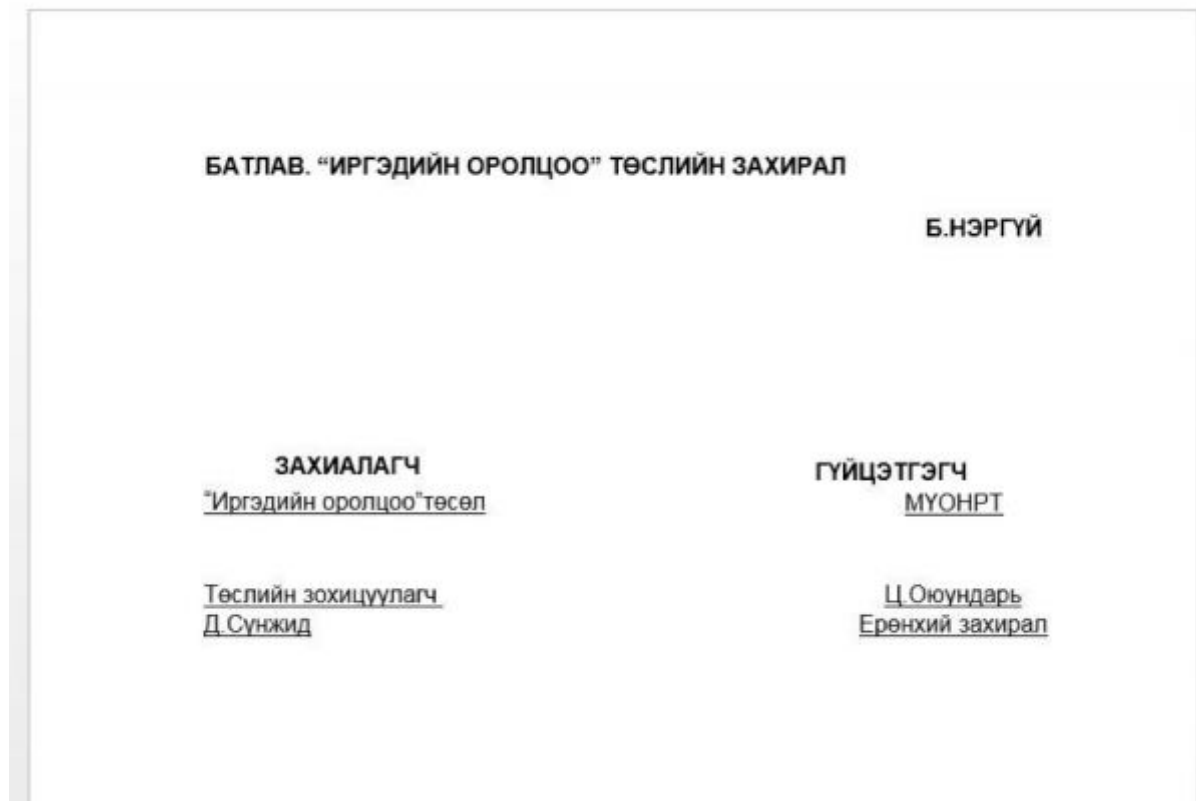 БАТЛАВ. “ИРГЭДИЙН ОРОЛЦОО” ТӨСЛИЙН ЗАХИРАЛ
Б.НЭРГҮЙ
ЗАХИАЛАГЧ ГҮЙЦЭТГЭГЧ
“Иргэдийн оролцоо”төсөл МҮОНРТ
Төслийн зохицуулагч Ц.Оюундарь
Д.Сүнжид Ерөнхий захирал